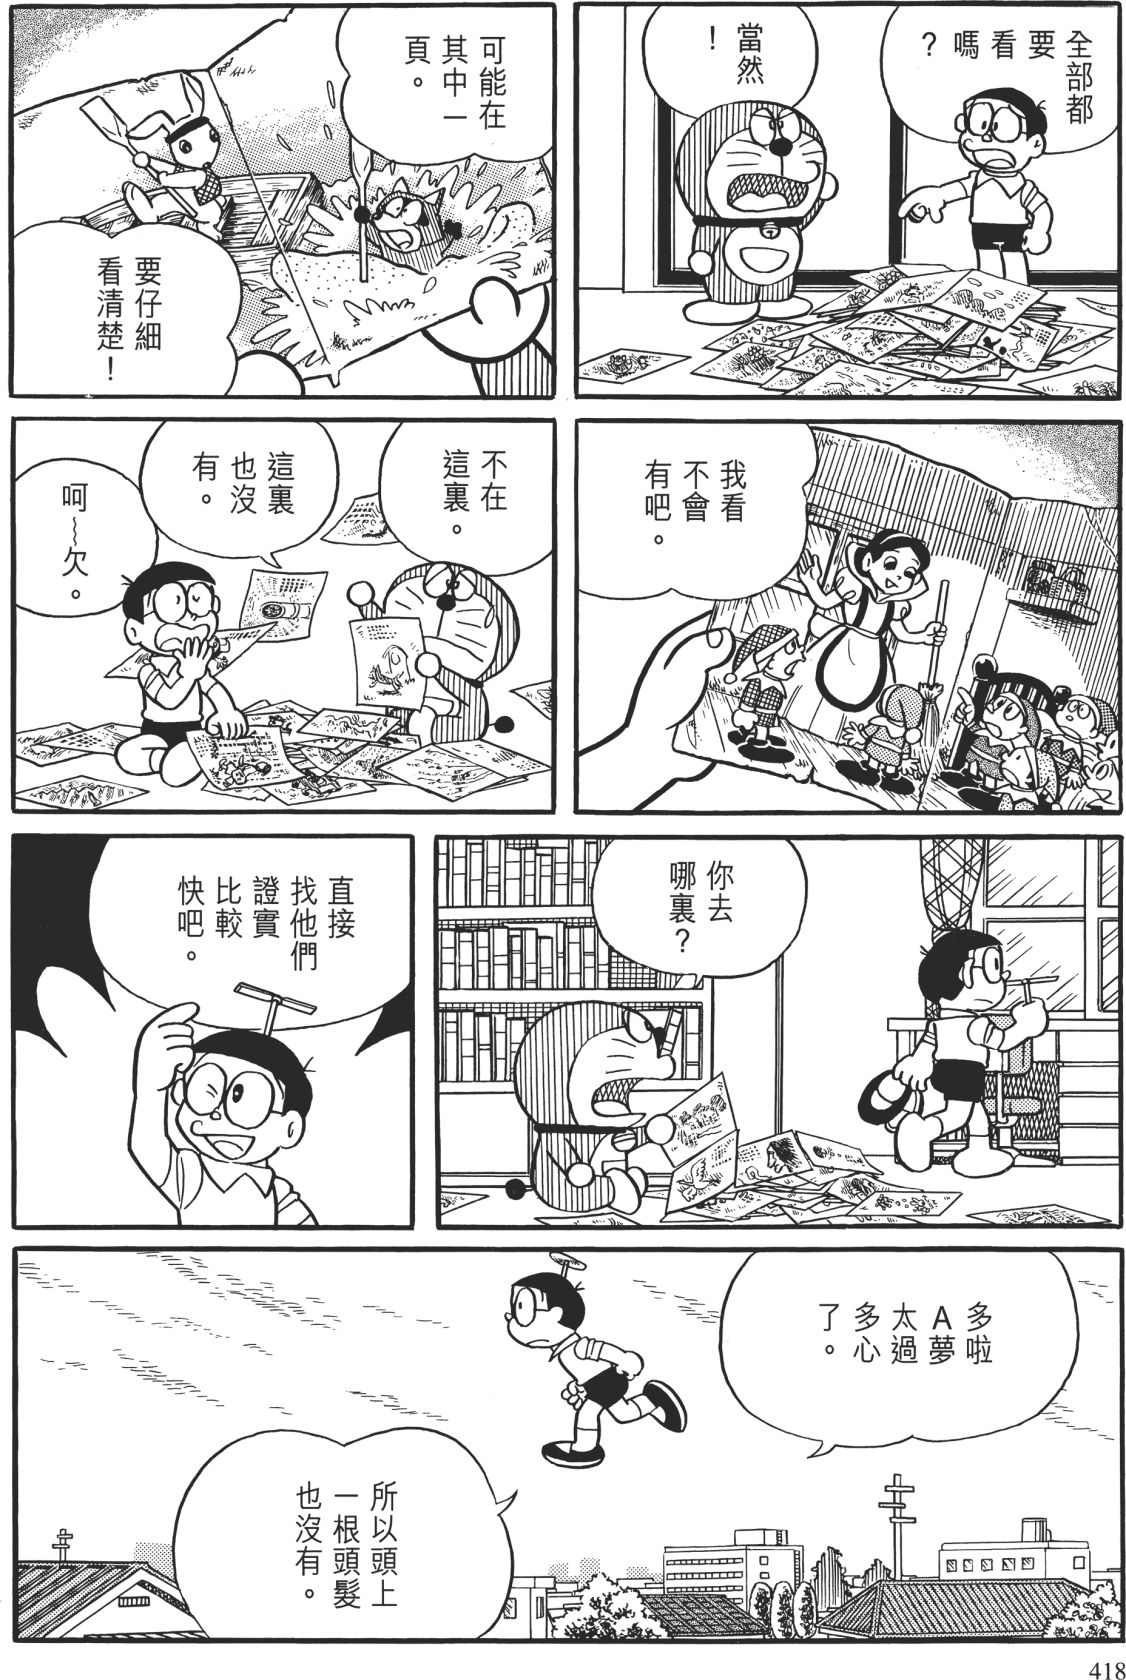 全部都
要
看
嗎
?
當然
!
可能在
其中一
頁。
要仔細
看清楚!
我看
不會
有吧。
不在
這裏。
這裏
也沒
有。
呵~欠。
你去
哪裏?
直接
找他們
證實
比較
快吧。
多啦
A夢
太過
多心
了。
所以頭上
一根頭髮
也沒有。
418